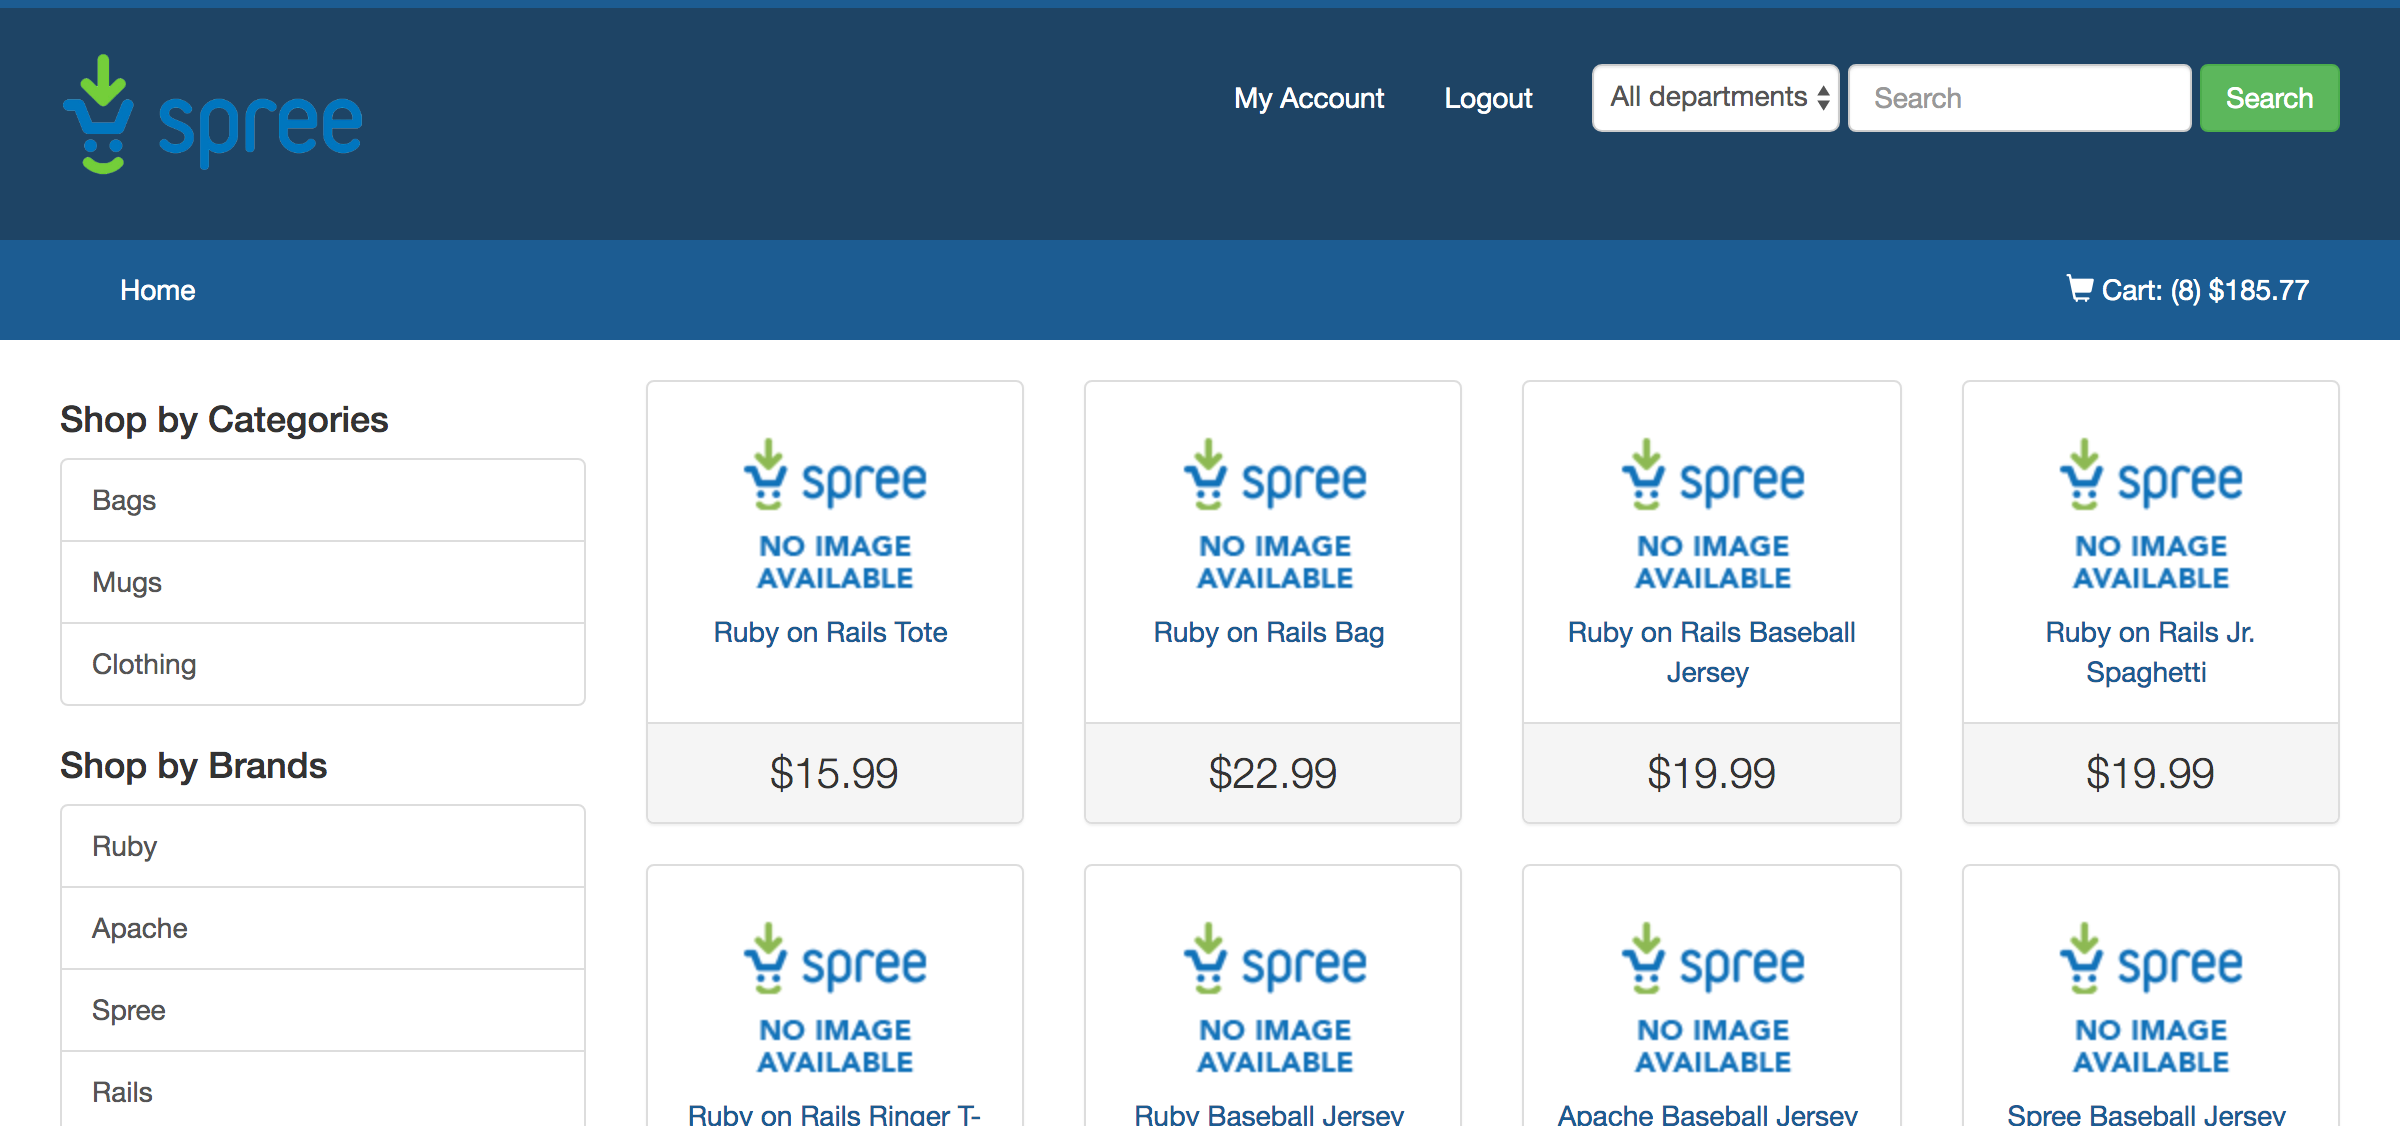 spree
My Account Logout All departments Search Search
Home Cart: (8) $185.77
Shop by Categories
Bags
Mugs
Clothing
Shop by Brands
Ruby
Apache
Spree
Rails
spree
NO IMAGE
AVAILABLE
Ruby on Rails Tote
$15.99
spree
NO IMAGE
AVAILABLE
Ruby on Rails Bag
$22.99
spree
NO IMAGE
AVAILABLE
Ruby on Rails Baseball
Jersey
$19.99
spree
NO IMAGE
AVAILABLE
Ruby on Rails Jr.
Spaghetti
$19.99
spree
NO IMAGE
AVAILABLE
Ruby on Rails Ringer T-
spree
NO IMAGE
AVAILABLE
Ruby Baseball Jersey
spree
NO IMAGE
AVAILABLE
Apache Baseball Jersey
spree
NO IMAGE
AVAILABLE
Spree Baseball Jersey